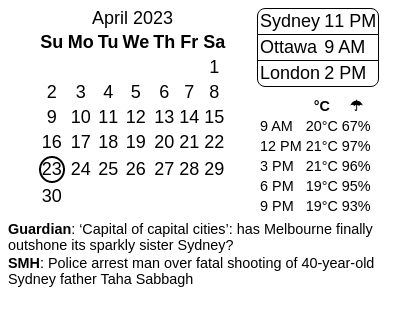 April 2023
Su Mo Tu We Th Fr Sa
1
2 3 4 5 6 7 8
9 10 11 12 13 14 15
16 17 18 19 20 21 22
23 24 25 26 27 28 29
30
Sydney 11 PM
Ottawa 9 AM
London 2 PM
°C ☂
9 AM 20°C 67%
12 PM 21°C 97%
3 PM 21°C 96%
6 PM 19°C 95%
9 PM 19°C 93%
Guardian: ‘Capital of capital cities’: has Melbourne finally
outshone its sparkly sister Sydney?
SMH: Police arrest man over fatal shooting of 40-year-old
Sydney father Taha Sabbagh